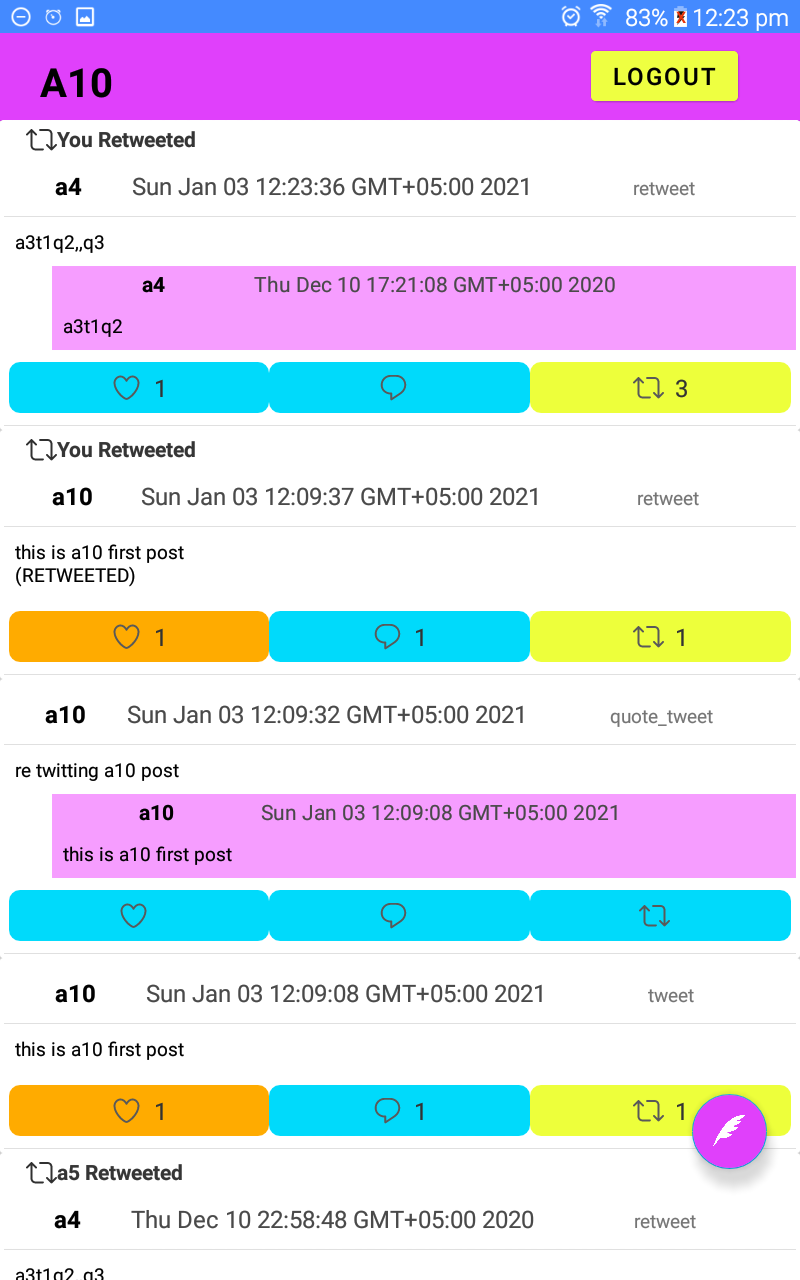 83% 12:23 pm
A10 LOGOUT
You Retweeted
a4 Sun Jan 03 12:23:36 GMT+05:00 2021 retweet
a3t1q2,,q3
a4 Thu Dec 10 17:21:08 GMT+05:00 2020
a3t1q2
1 3
You Retweeted
a10 Sun Jan 03 12:09:37 GMT+05:00 2021 retweet
this is a10 first post
(RETWEETED)
1 1 1
a10 Sun Jan 03 12:09:32 GMT+05:00 2021 quote_tweet
re twitting a10 post
a10 Sun Jan 03 12:09:08 GMT+05:00 2021
this is a10 first post
a10 Sun Jan 03 12:09:08 GMT+05:00 2021 tweet
this is a10 first post
1 1 1
a5 Retweeted
a4 Thu Dec 10 22:58:48 GMT+05:00 2020 retweet
a3t1q2,,q3